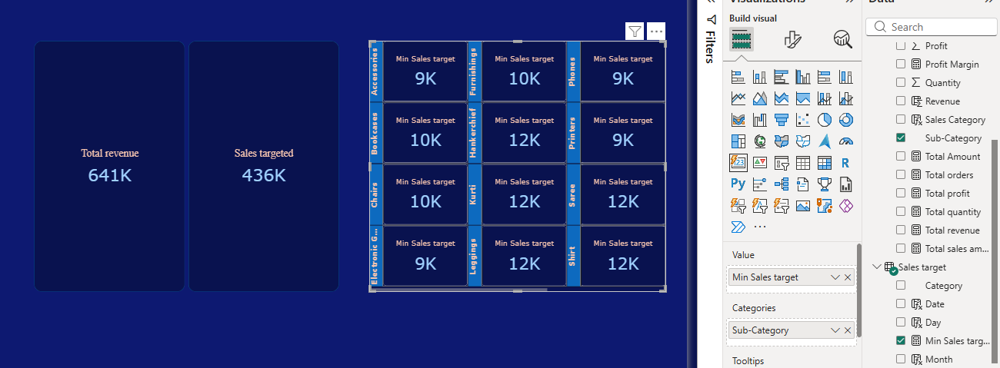 Visualizations
Data
Build visual
Search
Filters
Total revenue
641K
Sales targeted
436K
Accessories
Min Sales target
9K
Furnishings
Min Sales target
10K
Phones
Min Sales target
9K
Bookcases
Min Sales target
10K
Hankerchief
Min Sales target
12K
Printers
Min Sales target
9K
Chairs
Min Sales target
10K
Kurti
Min Sales target
12K
Saree
Min Sales target
12K
Electronic G...
Min Sales target
9K
Leggings
Min Sales target
12K
Shirt
Min Sales target
12K
123
R
Py
Value
Min Sales target
Categories
Sub-Category
Tooltips
Profit
Profit Margin
Quantity
Revenue
Sales Category
Sub-Category
Total Amount
Total orders
Total profit
Total quantity
Total revenue
Total sales am...
Sales target
Category
Date
Day
Min Sales targ...
Month